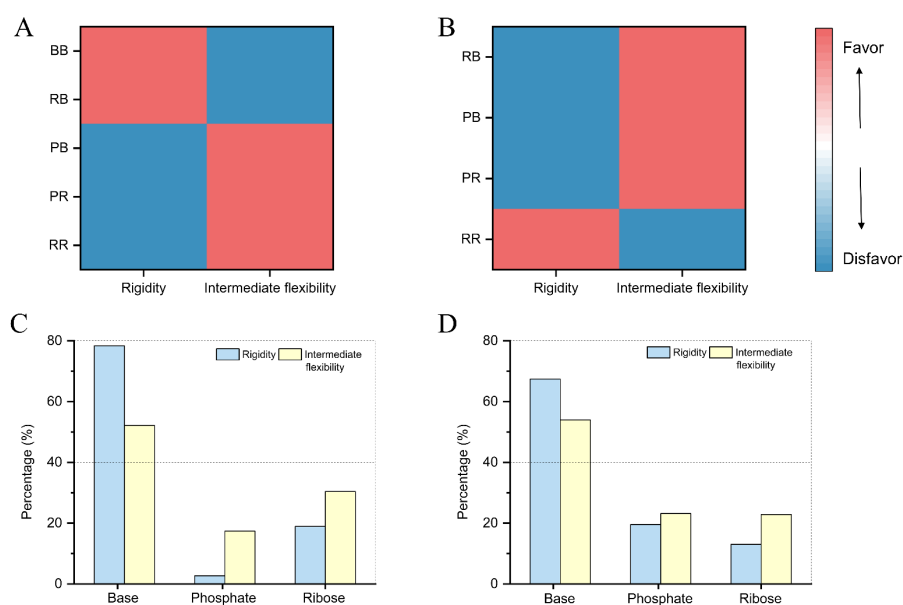 A
BB
RB
PB
PR
RR
Rigidity
Intermediate flexibility
B
RB
PB
PR
RR
Rigidity
Intermediate flexibility
Favor
Disfavor
C
Percentage (%)
80
60
40
20
0
Rigidity
Intermediate
flexibility
Base
Phosphate
Ribose
D
Percentage (%)
80
60
40
20
0
Rigidity
Intermediate
flexibility
Base
Phosphate
Ribose